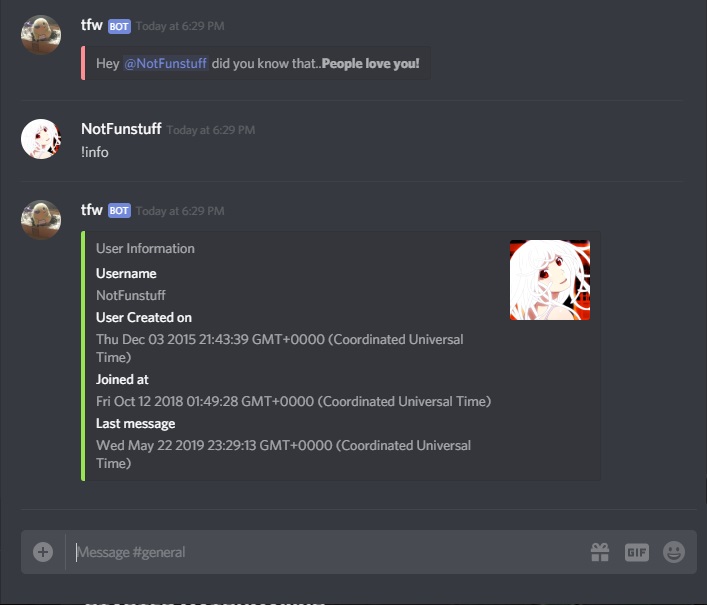 tfw BOT Today at 6:29 PM
Hey @NotFunstuff did you know that..People love you!
NotFunstuff Today at 6:29 PM
!info
tfw BOT Today at 6:29 PM
User Information
Username
NotFunstuff
User Created on
Thu Dec 03 2015 21:43:39 GMT+0000 (Coordinated Universal
Time)
Joined at
Fri Oct 12 2018 01:49:28 GMT+0000 (Coordinated Universal Time)
Last message
Wed May 22 2019 23:29:13 GMT+0000 (Coordinated Universal
Time)
Message #general
GIF